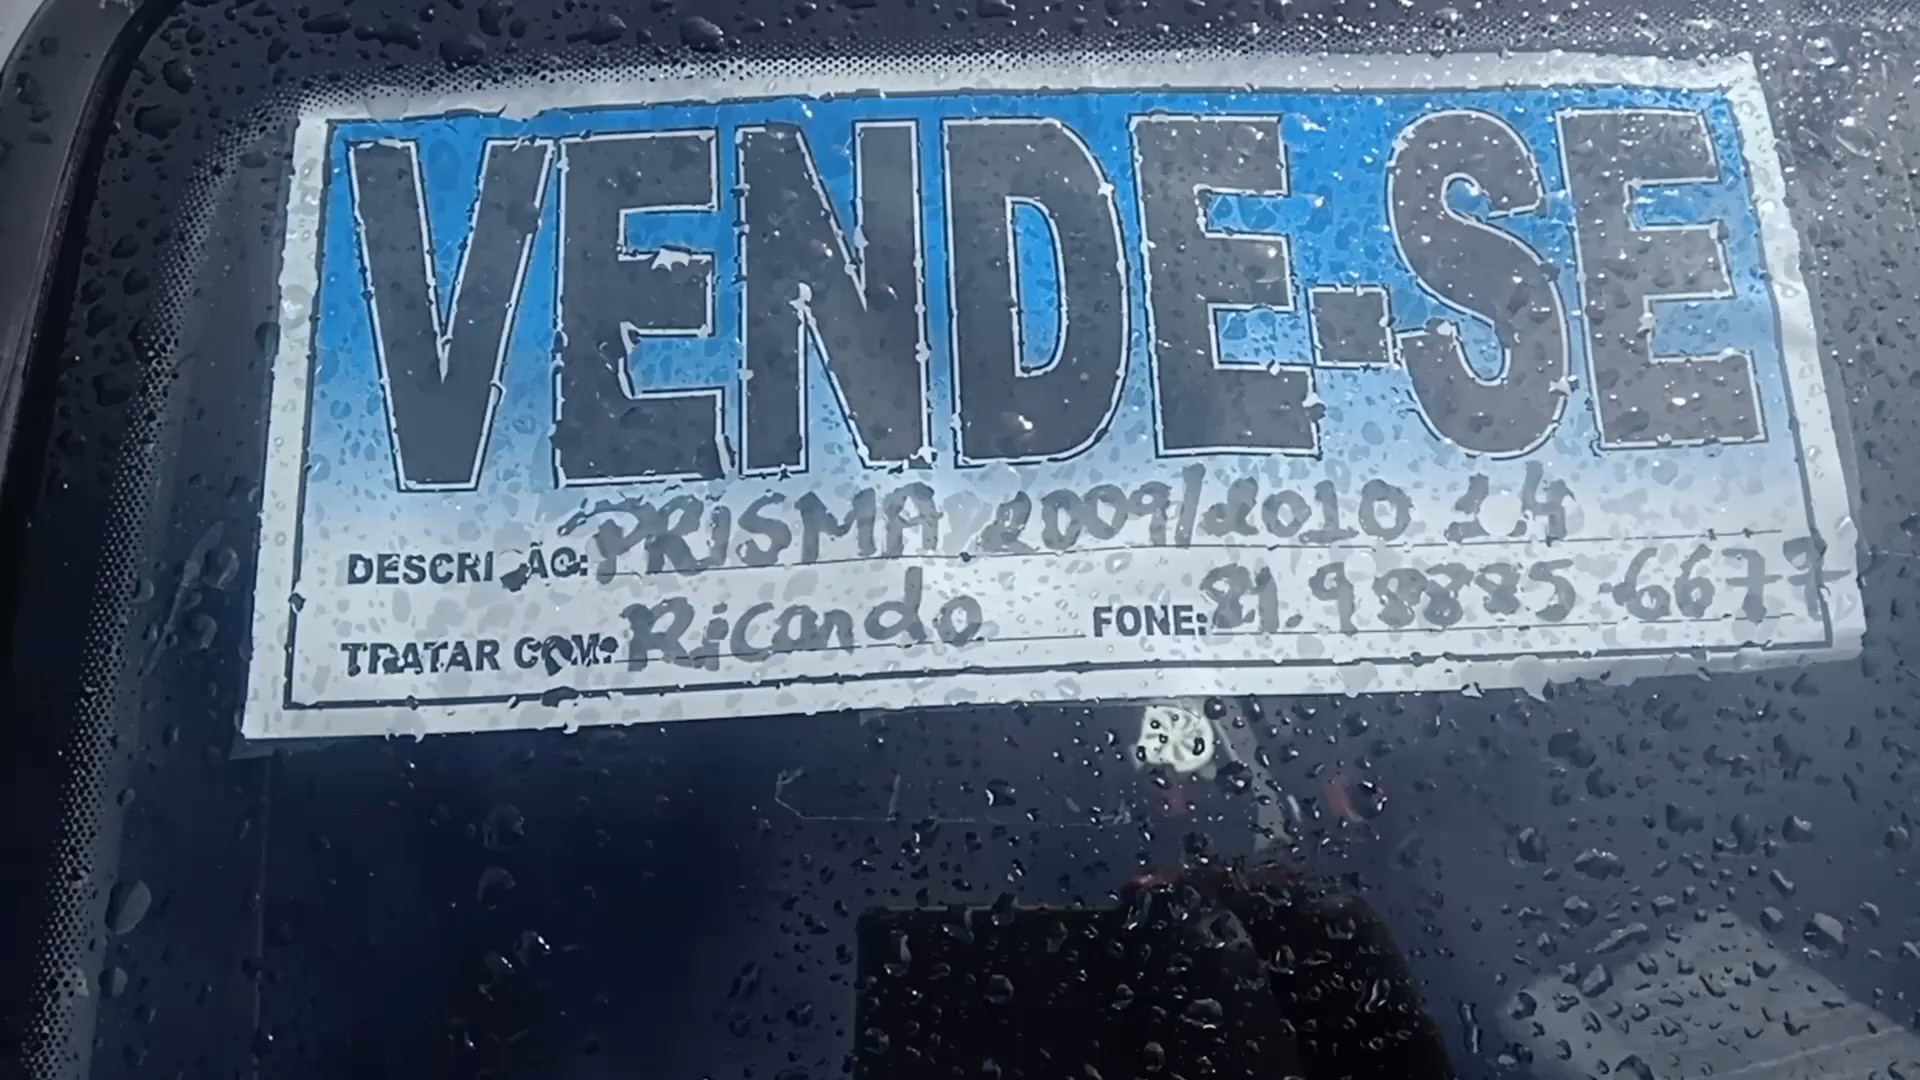 VENDE-SE
DESCRIÇÃO: PRISMA 2009/2010 1.4
TRATAR COM: Ricardo FONE: 81.98885-6677